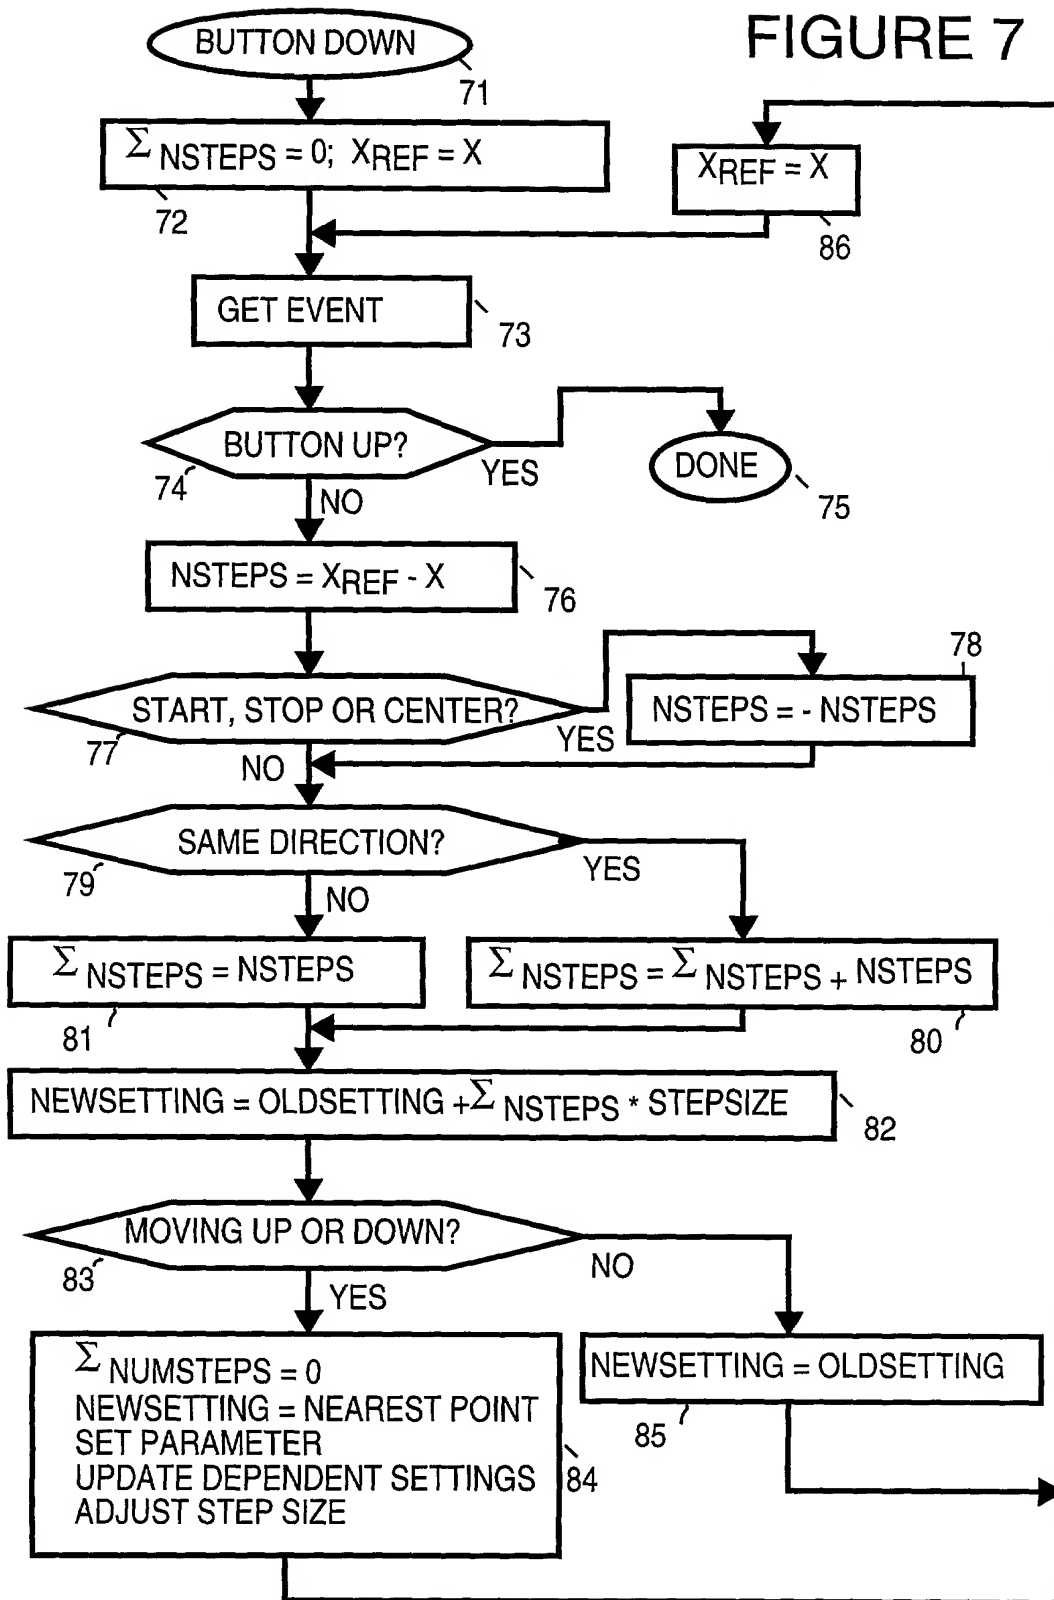 FIGURE 7
BUTTON DOWN
71
Σ NSTEPS = 0; XREF = X
72
XREF = X
86
GET EVENT
73
BUTTON UP?
74
YES
NO
DONE
75
NSTEPS = XREF - X
76
START, STOP OR CENTER?
77
YES
NO
78
NSTEPS = - NSTEPS
SAME DIRECTION?
79
YES
NO
Σ NSTEPS = NSTEPS
81
Σ NSTEPS = Σ NSTEPS + NSTEPS
80
NEWSETTING = OLDSETTING +Σ NSTEPS * STEPSIZE
82
MOVING UP OR DOWN?
83
NO
YES
Σ NUMSTEPS = 0
NEWSETTING = NEAREST POINT
SET PARAMETER
UPDATE DEPENDENT SETTINGS
ADJUST STEP SIZE
84
NEWSETTING = OLDSETTING
85